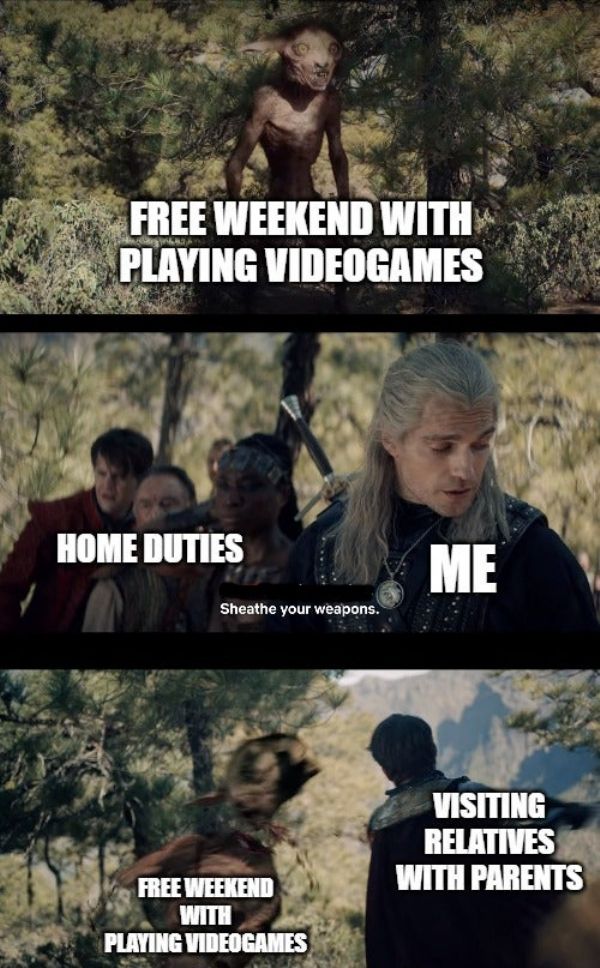 FREE WEEKEND WITH
PLAYING VIDEOGAMES
HOME DUTIES
ME
Sheathe your weapons.
VISITING
RELATIVES
WITH PARENTS
FREE WEEKEND
WITH
PLAYING VIDEOGAMES